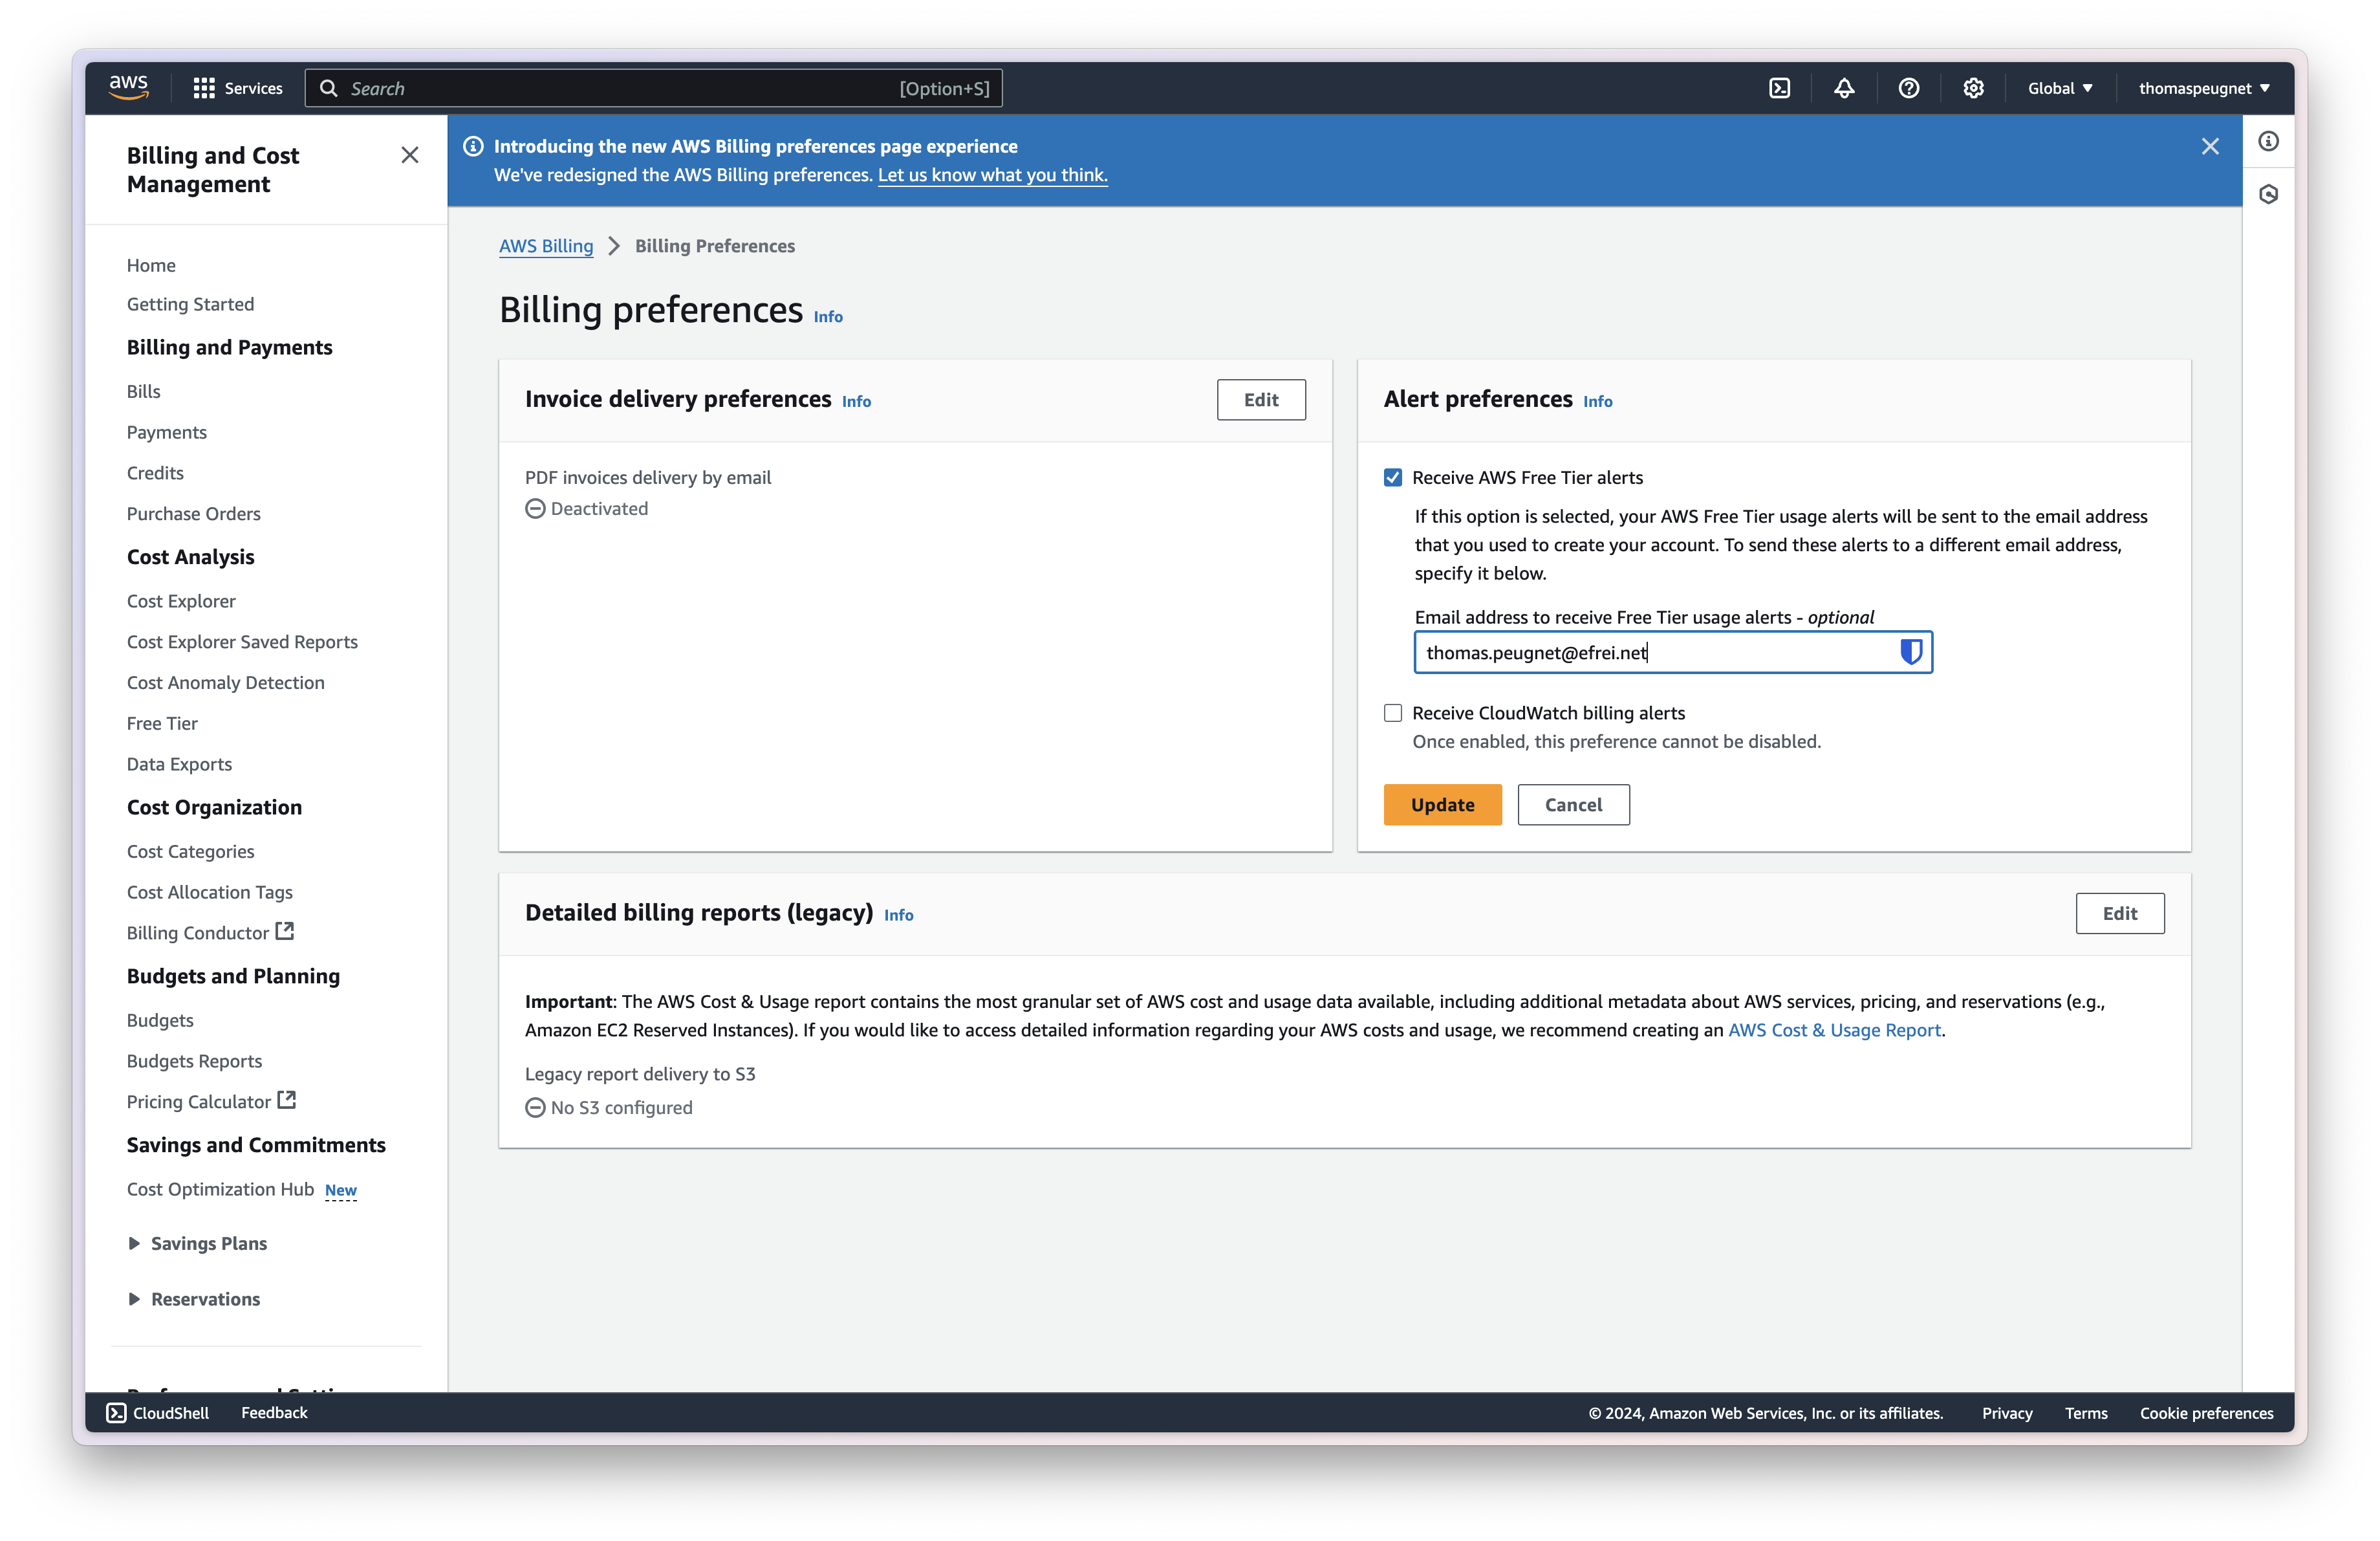 aws
Services
Search
[Option+S]
Global
thomaspeugnet
Billing and Cost
Management
Home
Getting Started
Billing and Payments
Bills
Payments
Credits
Purchase Orders
Cost Analysis
Cost Explorer
Cost Explorer Saved Reports
Cost Anomaly Detection
Free Tier
Data Exports
Cost Organization
Cost Categories
Cost Allocation Tags
Billing Conductor
Budgets and Planning
Budgets
Budgets Reports
Pricing Calculator
Savings and Commitments
Cost Optimization Hub New
Savings Plans
Reservations
Introducing the new AWS Billing preferences page experience
We've redesigned the AWS Billing preferences. Let us know what you think.
AWS Billing
Billing Preferences
Billing preferences Info
Invoice delivery preferences Info
Edit
PDF invoices delivery by email
Deactivated
Alert preferences Info
Receive AWS Free Tier alerts
If this option is selected, your AWS Free Tier usage alerts will be sent to the email address
that you used to create your account. To send these alerts to a different email address,
specify it below.
Email address to receive Free Tier usage alerts - optional
thomas.peugnet@efrei.net
Receive CloudWatch billing alerts
Once enabled, this preference cannot be disabled.
Update
Cancel
Detailed billing reports (legacy) Info
Edit
Important: The AWS Cost & Usage report contains the most granular set of AWS cost and usage data available, including additional metadata about AWS services, pricing, and reservations (e.g.,
Amazon EC2 Reserved Instances). If you would like to access detailed information regarding your AWS costs and usage, we recommend creating an AWS Cost & Usage Report.
Legacy report delivery to S3
No S3 configured
CloudShell
Feedback
© 2024, Amazon Web Services, Inc. or its affiliates.
Privacy
Terms
Cookie preferences